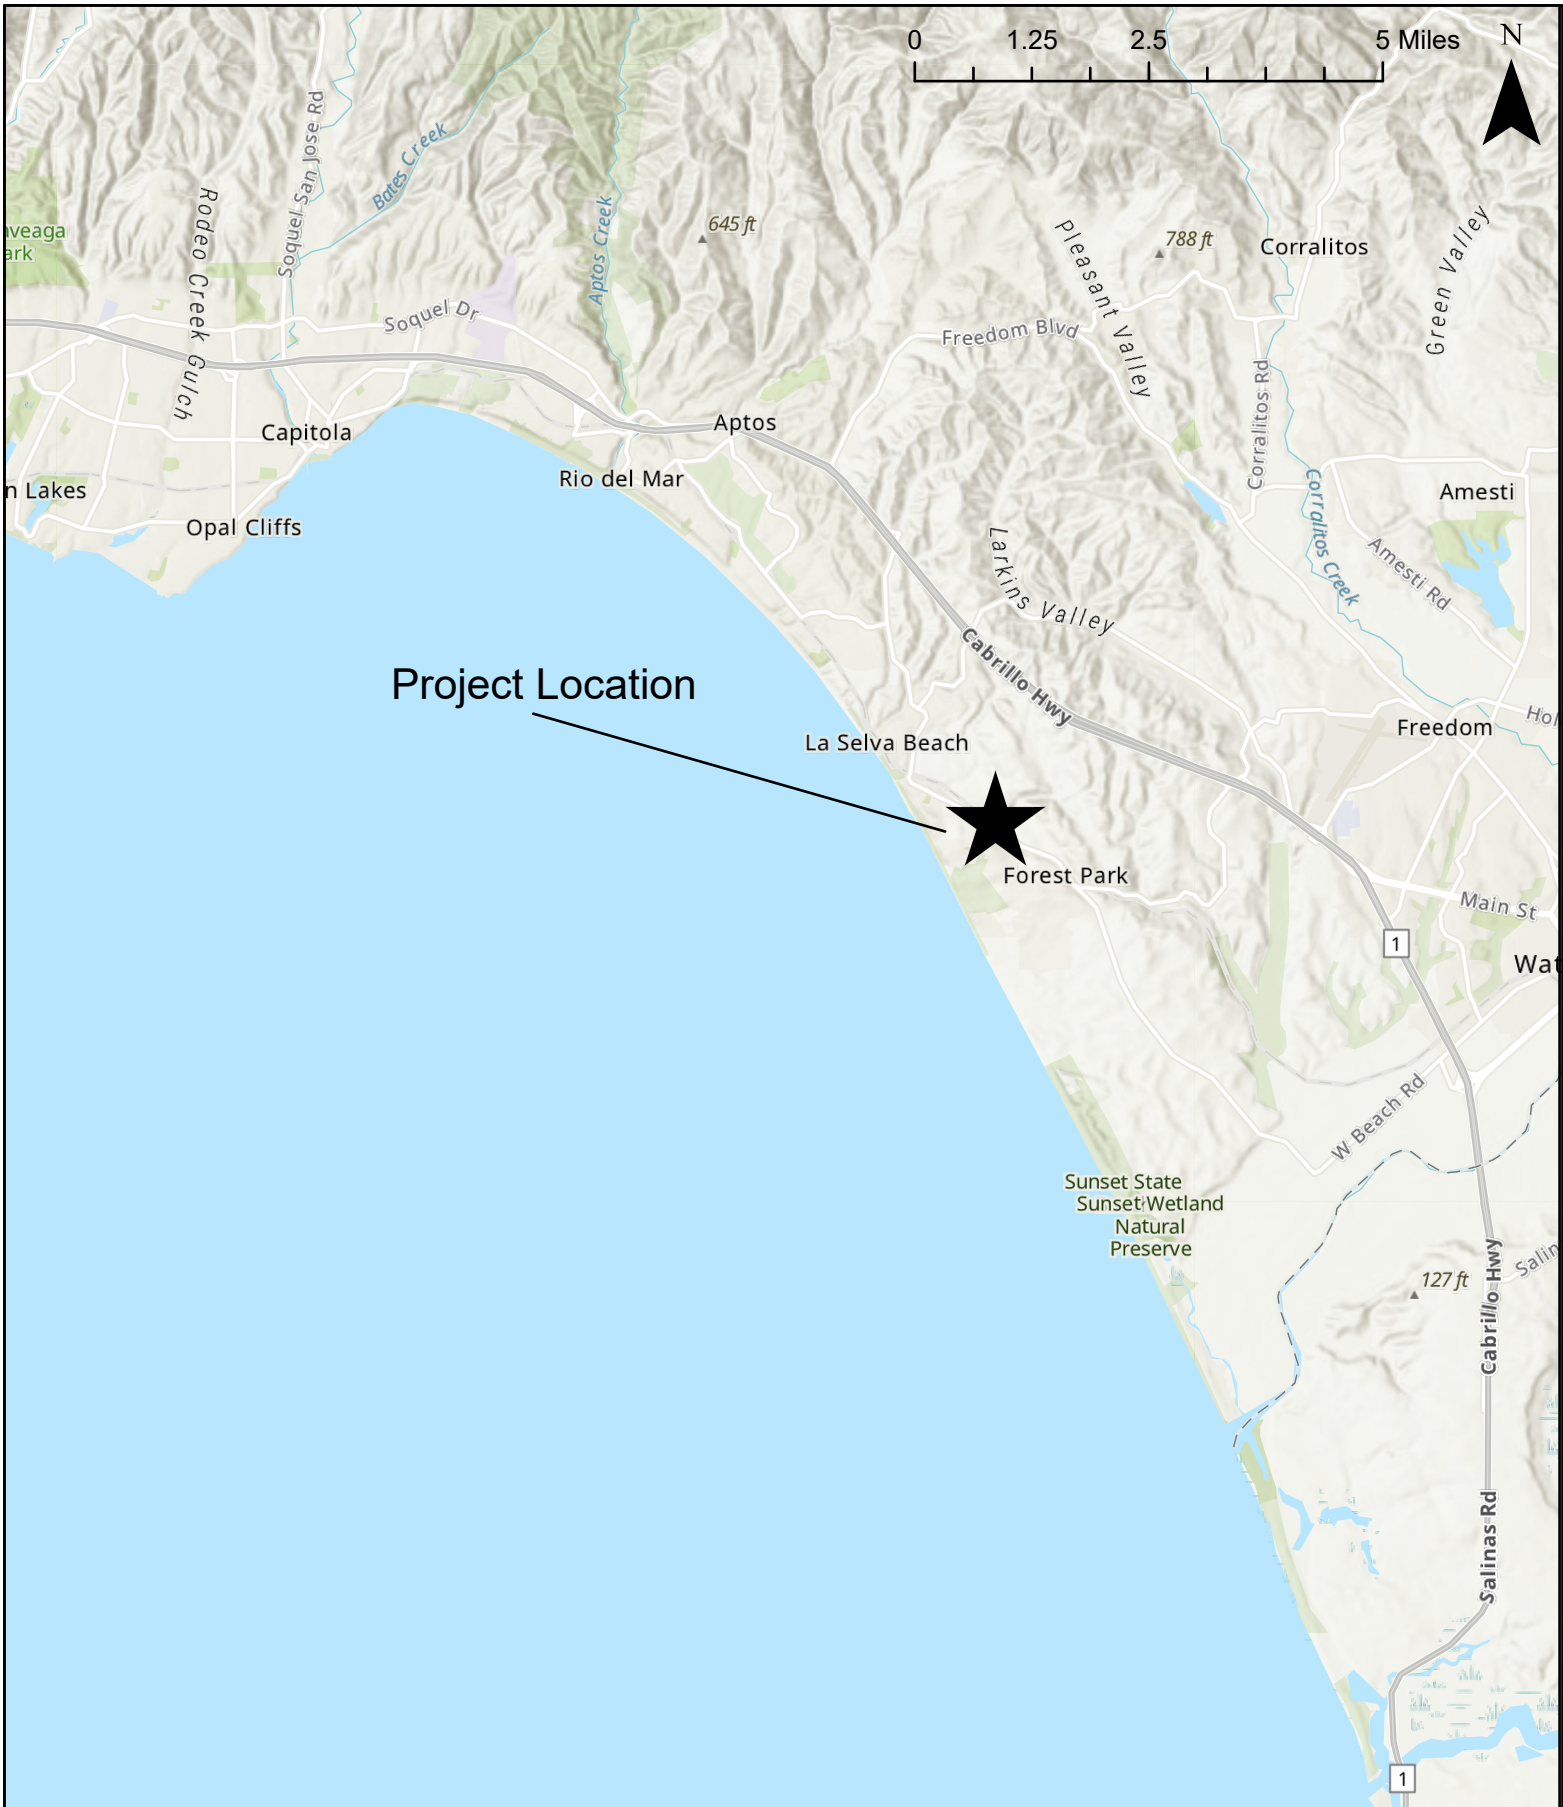 0 1.25 2.5 5 Miles N
Soquel San Jose Rd
Bates Creek
Rodeo Creek Gulch
Aptos Creek
645 ft
Pleasant Valley
788 ft
Corralitos
Green Valley
aveaga
ark
Soquel Dr
Freedom Blvd
Corralitos Rd
Capitola
Aptos
Rio del Mar
n Lakes
Opal Cliffs
Corralitos Creek
Amesti
Amesti Rd
Larkins Valley
Cabrillo Hwy
Project Location
La Selva Beach
Freedom
Hol
Forest Park
Main St
1
Wat
W Beach Rd
Sunset State
Sunset Wetland
Natural
Preserve
127 ft
Salin
Cabrillo Hwy
Salinas Rd
1